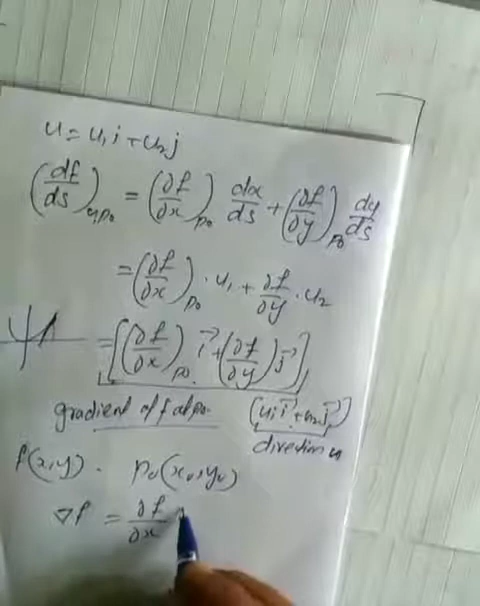 u = u₁i + u₂j
(df/ds)u,p₀ = (∂f/∂x)p₀ dx/ds + (∂f/∂y)p₀ dy/ds
= (∂f/∂x)p₀ · u₁ + ∂f/∂y · u₂
= [(∂f/∂x)p₀ i⃗ + (∂f/∂y) j⃗]
gradient of f at p₀ (u₁i⃗ + u₂j⃗)
direction u
f(x,y) · p₀(x₀,y₀)
∇f = ∂f/∂x